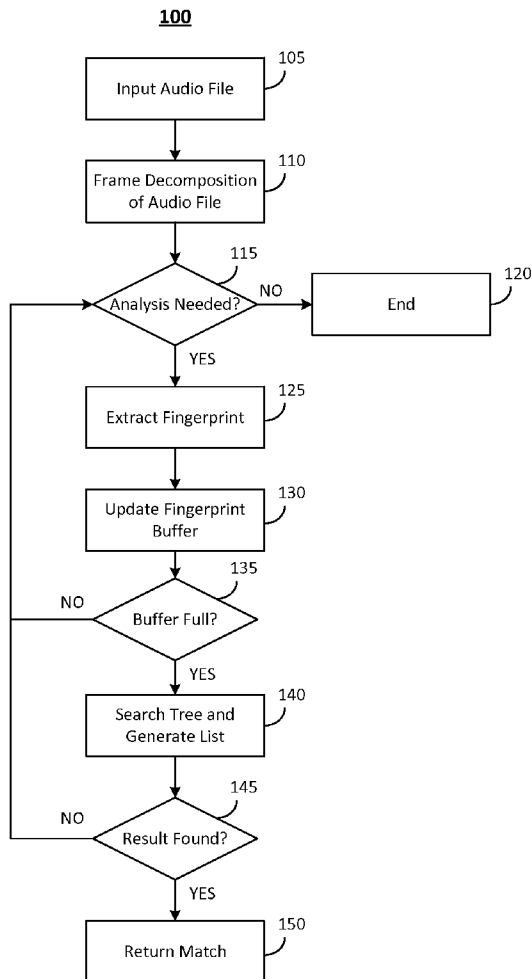 100
105
Input Audio File
110
Frame Decomposition
of Audio File
115
Analysis Needed?
NO
120
End
YES
125
Extract Fingerprint
130
Update Fingerprint
Buffer
135
NO
Buffer Full?
YES
140
Search Tree and
Generate List
145
NO
Result Found?
YES
150
Return Match